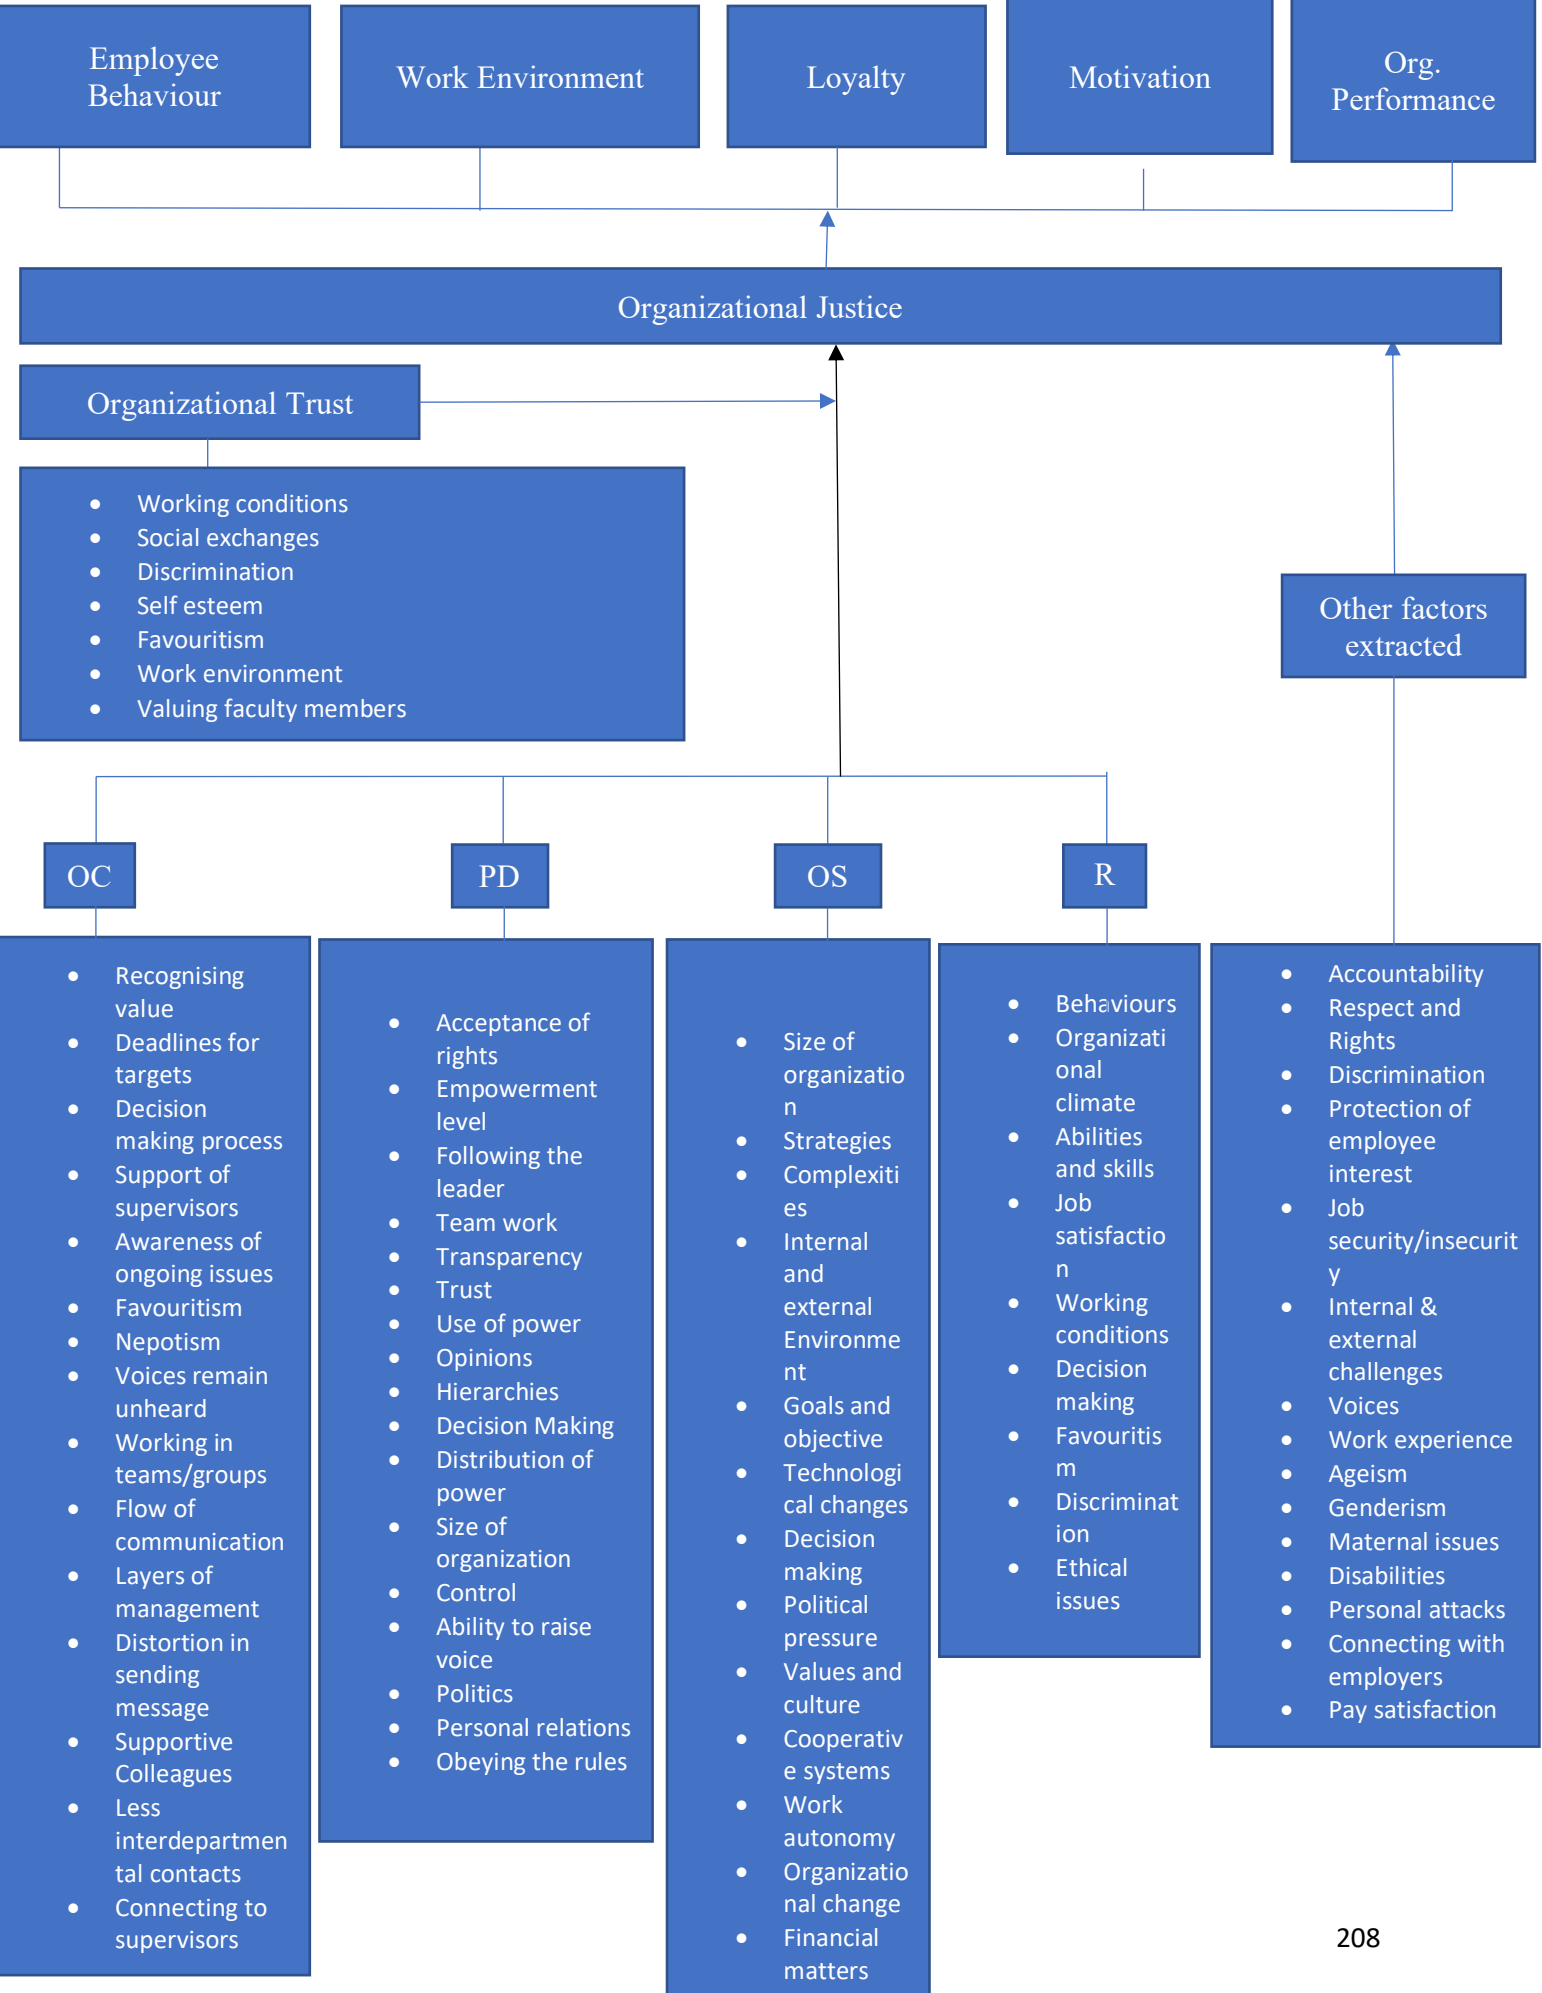 Employee
Behaviour
Work Environment
Loyalty
Motivation
Org.
Performance
Organizational Justice
Organizational Trust
• Working conditions
• Social exchanges
• Discrimination
• Self esteem
• Favouritism
• Work environment
• Valuing faculty members
Other factors
extracted
OC
PD
OS
R
• Recognising
value
• Deadlines for
targets
• Decision
making process
• Support of
supervisors
• Awareness of
ongoing issues
• Favouritism
• Nepotism
• Voices remain
unheard
• Working in
teams/groups
• Flow of
communication
• Layers of
management
• Distortion in
sending
message
• Supportive
Colleagues
• Less
interdepartmen
tal contacts
• Connecting to
supervisors
• Acceptance of
rights
• Empowerment
level
• Following the
leader
• Team work
• Transparency
• Trust
• Use of power
• Opinions
• Hierarchies
• Decision Making
• Distribution of
power
• Size of
organization
• Control
• Ability to raise
voice
• Politics
• Personal relations
• Obeying the rules
• Size of
organizatio
n
• Strategies
• Complexiti
es
• Internal
and
external
Environme
nt
• Goals and
objective
• Technologi
cal changes
• Decision
making
• Political
pressure
• Values and
culture
• Cooperativ
e systems
• Work
autonomy
• Organizatio
nal change
• Financial
matters
• Behaviours
• Organizati
onal
climate
• Abilities
and skills
• Job
satisfactio
n
• Working
conditions
• Decision
making
• Favouritis
m
• Discriminat
ion
• Ethical
issues
• Accountability
• Respect and
Rights
• Discrimination
• Protection of
employee
interest
• Job
security/insecurit
y
• Internal &
external
challenges
• Voices
• Work experience
• Ageism
• Genderism
• Maternal issues
• Disabilities
• Personal attacks
• Connecting with
employers
• Pay satisfaction
208